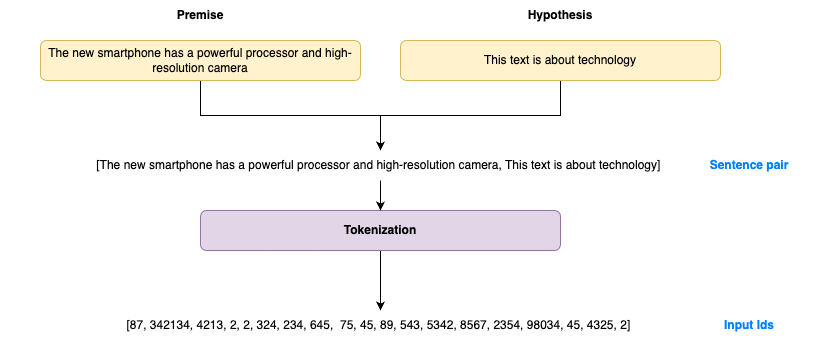 Premise
Hypothesis
The new smartphone has a powerful processor and high-
resolution camera
This text is about technology
[The new smartphone has a powerful processor and high-resolution camera, This text is about technology]
Sentence pair
Tokenization
[87, 342134, 4213, 2, 2, 324, 234, 645,  75, 45, 89, 543, 5342, 8567, 2354, 98034, 45, 4325, 2]
Input Ids